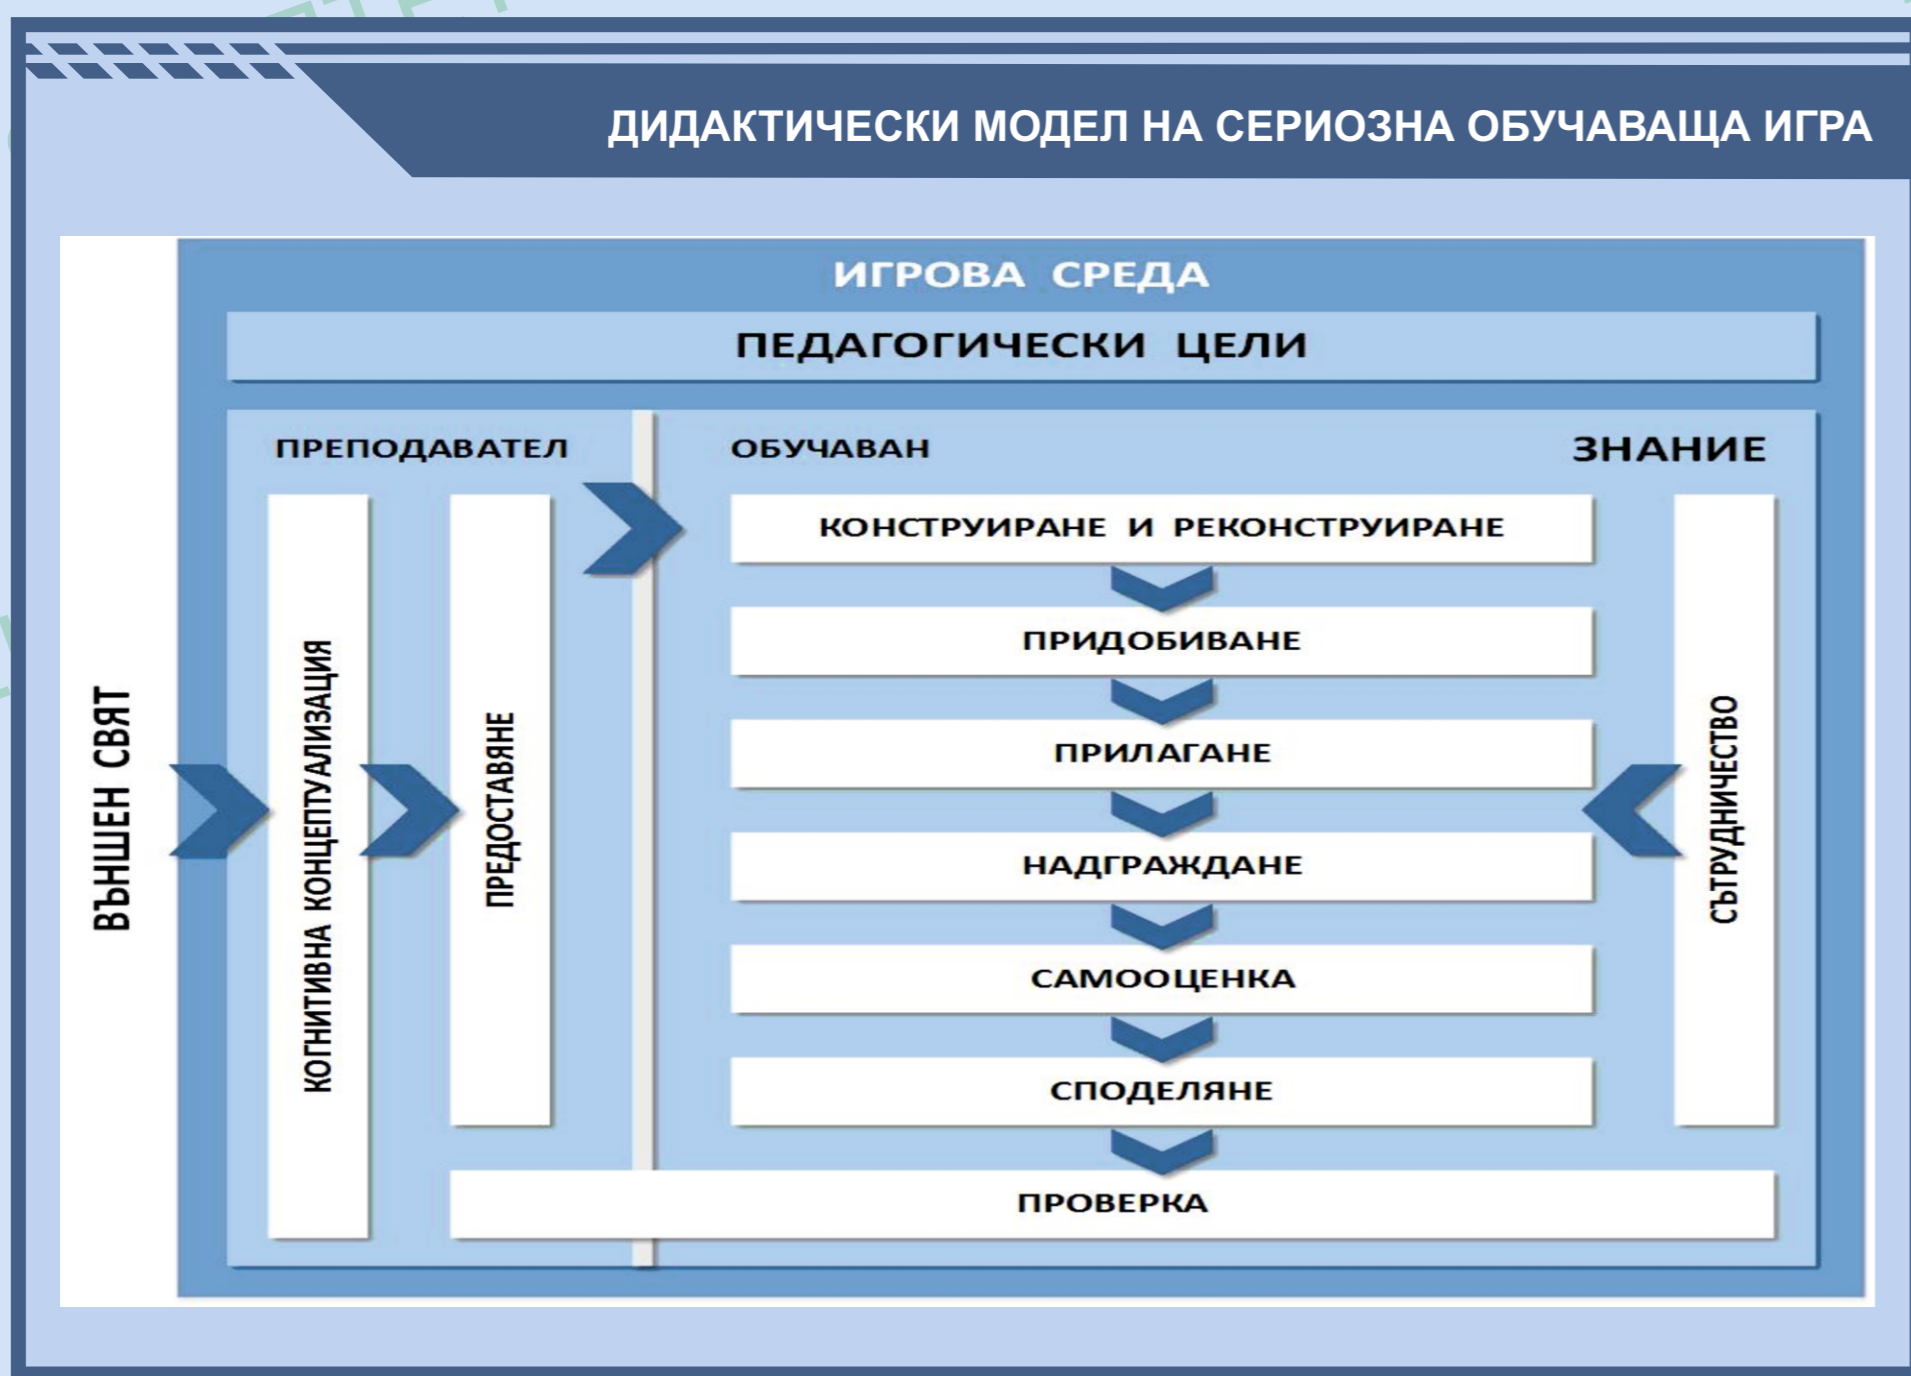 ДИДАКТИЧЕСКИ МОДЕЛ НА СЕРИОЗНА ОБУЧАВАЩА ИГРА
ИГРОВА СРЕДА
ПЕДАГОГИЧЕСКИ ЦЕЛИ
ВЪНШЕН СВЯТ
ПРЕПОДАВАТЕЛ
КОГНИТИВНА КОНЦЕПТУАЛИЗАЦИЯ
ПРЕДОСТАВЯНЕ
ОБУЧАВАН
ЗНАНИЕ
КОНСТРУИРАНЕ И РЕКОНСТРУИРАНЕ
ПРИДОБИВАНЕ
ПРИЛАГАНЕ
НАДГРАЖДАНЕ
САМООЦЕНКА
СПОДЕЛЯНЕ
СЪТРУДНИЧЕСТВО
ПРОВЕРКА